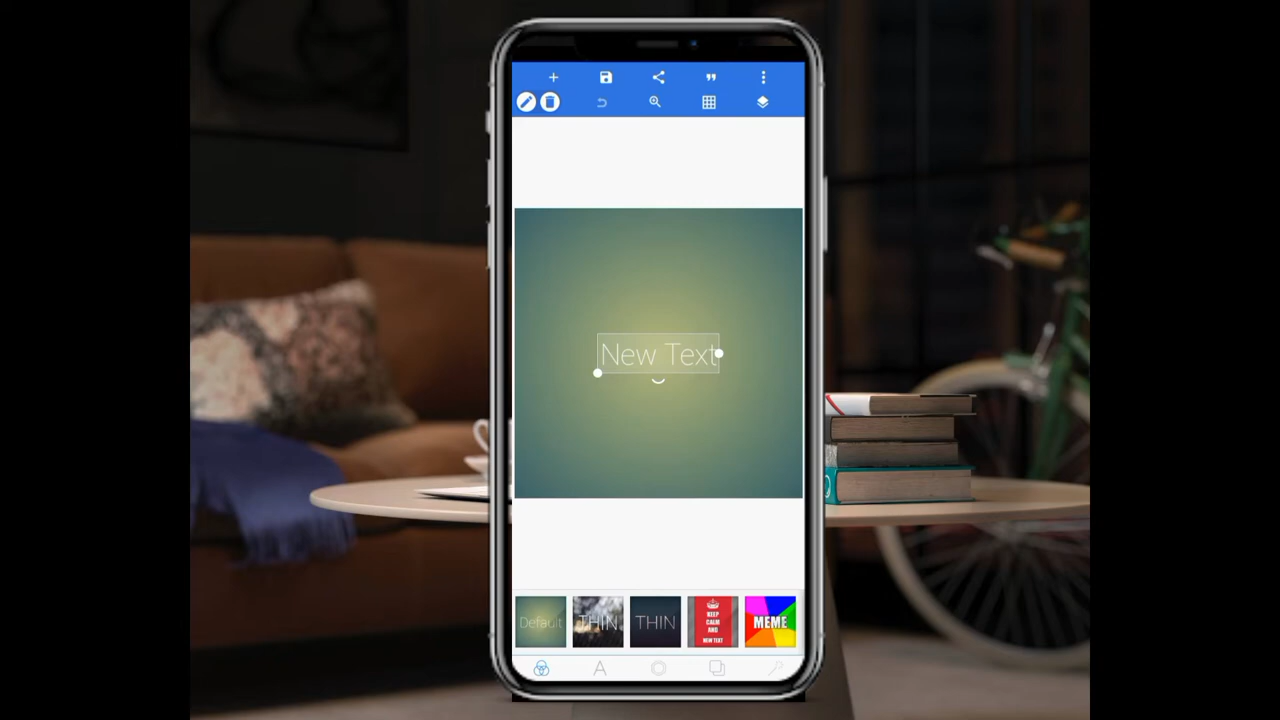 New Text
Default
THIN
THIN
KEEP
CALM
AND
NEW TEXT
MEME